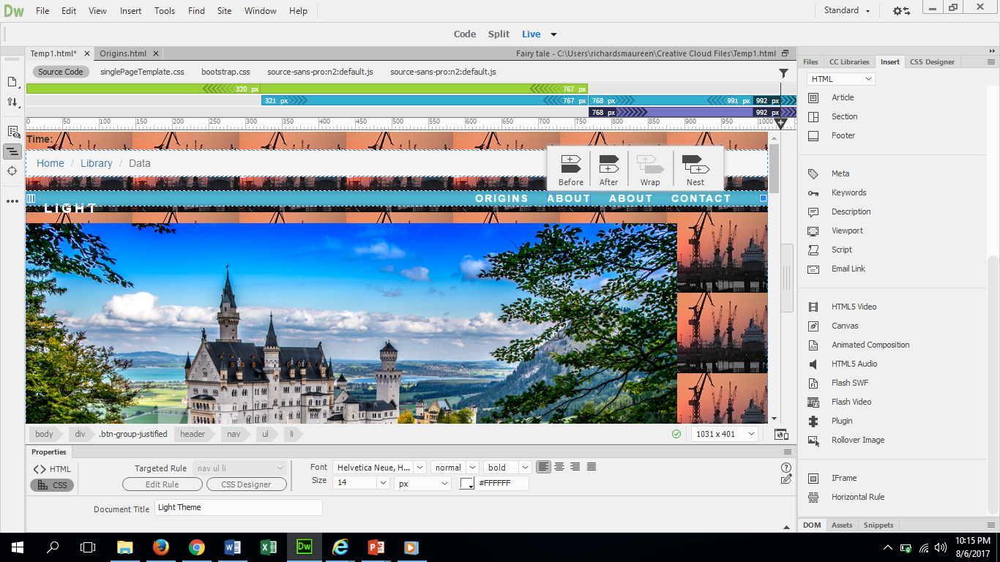 Dw File Edit View Insert Tools Find Site Window Help Standard
Code Split Live
Temp1.html* Origins.html Fairy tale - C:\Users\richardsmaureen\Creative Cloud Files\Temp1.html
Source Code singlePageTemplate.css bootstrap.css source-sans-pro:n2:default.js source-sans-pro:n2:default.js
320 px 767 px
321 px 767 px 768 px 991 px 992 px
768 px 992 px
0 50 100 150 200 250 300 350 400 450 500 550 600 650 700 750 800 850 900 950 1000
Time:
Home / Library / Data
Before After Wrap Nest
ORIGINS ABOUT ABOUT CONTACT
LIGHT
body div .btn-group-justified header nav ul li 1031 x 401
Properties
HTML Targeted Rule nav ul li Font Helvetica Neue, H... normal bold
CSS Edit Rule CSS Designer Size 14 px #FFFFFF
Document Title Light Theme
Files CC Libraries Insert CSS Designer
HTML
Article
Section
Footer
Meta
Keywords
Description
Viewport
Script
Email Link
HTML5 Video
Canvas
Animated Composition
HTML5 Audio
Flash SWF
Flash Video
Plugin
Rollover Image
IFrame
Horizontal Rule
DOM Assets Snippets
Dw
10:15 PM
8/6/2017